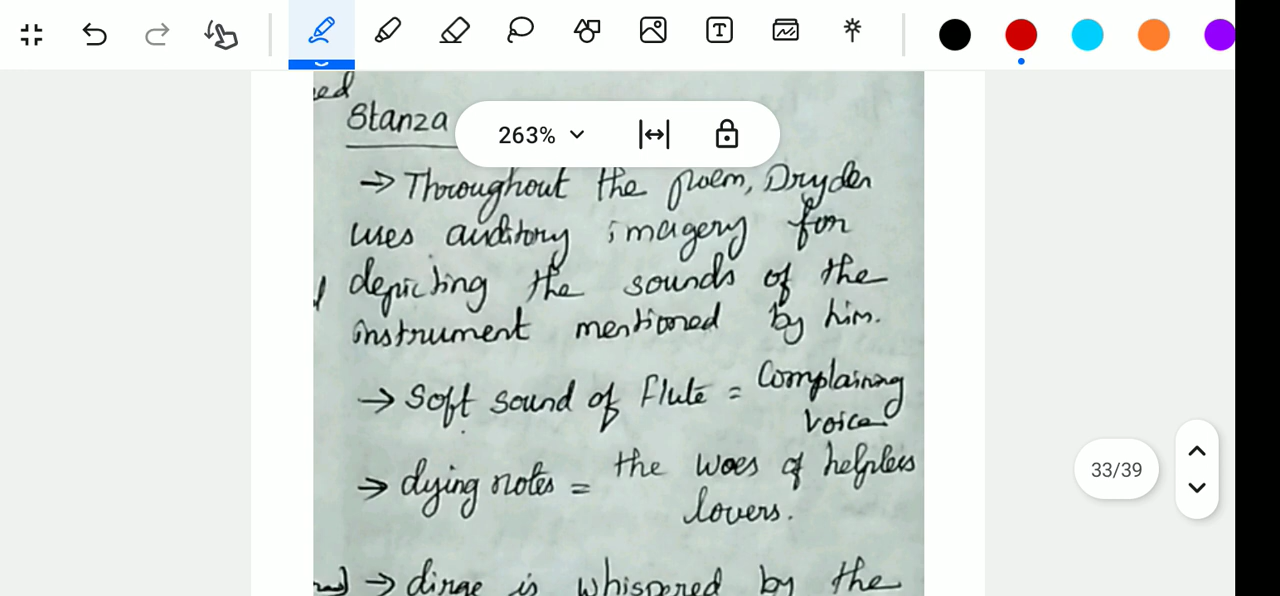 263%
Stanza
→ Throughout the poem, Dryden
uses auditory imagery for
depicting the sounds of the
instrument mentioned by him.
→ Soft sound of flute = Complaining
voice
→ dying notes = the woes of helpless
lovers.
33/39
→ dirge is whispered by the